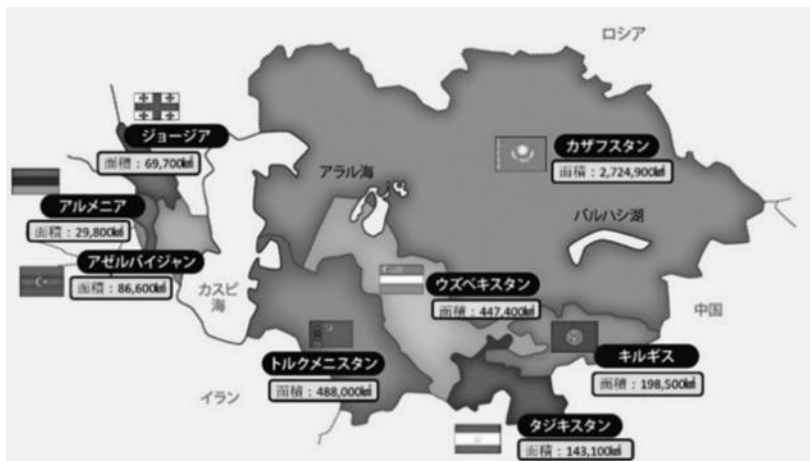 ロシア
ジョージア
面積：69,700㎢
カザフスタン
面積：2,724,900㎢
アラル海
アルメニア
面積：29,800㎢
バルハシ湖
アゼルバイジャン
面積：86,600㎢
カスピ
海
ウズベキスタン
面積：447,400㎢
中国
トルクメニスタン
面積：488,000㎢
キルギス
面積：198,500㎢
イラン
タジキスタン
面積：143,100㎢